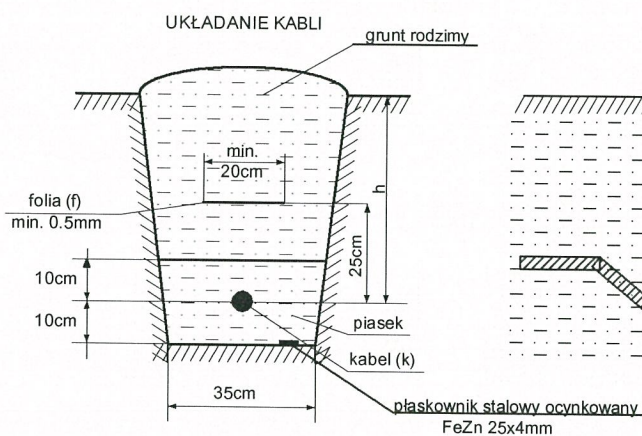 UKŁADANIE KABLI
grunt rodzimy
min.
20cm
h
folia (f)
min. 0.5mm
25cm
10cm
10cm
piasek
kabel (k)
35cm
płaskownik stalowy ocynkowany
FeZn 25x4mm